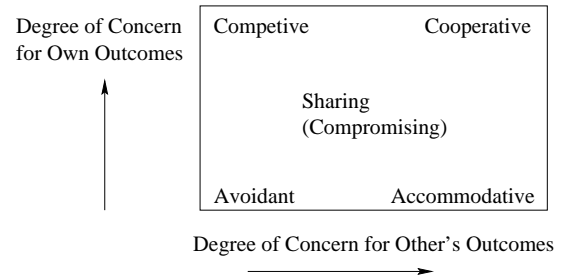 Degree of Concern
for Own Outcomes
Competive
Cooperative
Sharing
(Compromising)
Avoidant
Accommodative
Degree of Concern for Other's Outcomes